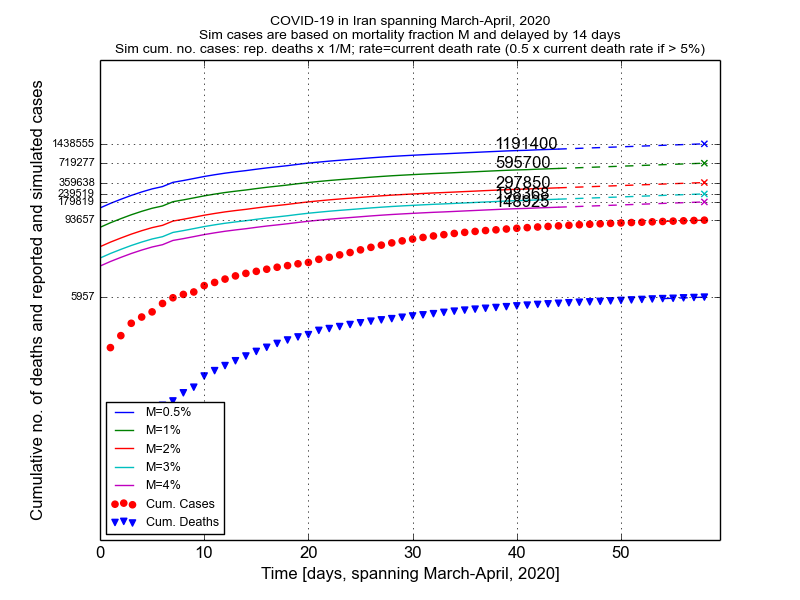 COVID-19 in Iran spanning March-April, 2020
Sim cases are based on mortality fraction M and delayed by 14 days
Sim cum. no. cases: rep. deaths x 1/M; rate=current death rate (0.5 x current death rate if > 5%)
Cumulative no. of deaths and reported and simulated cases
1438555
719277
359638
239519
179819
93657
5957
1191400
595700
297850
198368
148925
M=0.5%
M=1%
M=2%
M=3%
M=4%
Cum. Cases
Cum. Deaths
0 10 20 30 40 50
Time [days, spanning March-April, 2020]